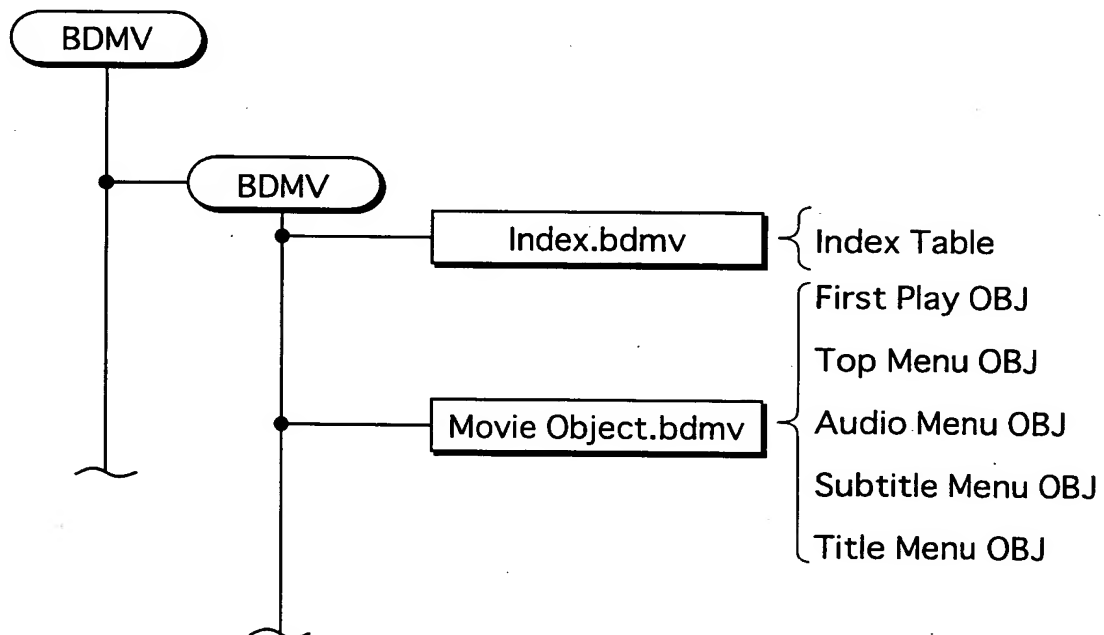 BDMV
BDMV
Index.bdmv
Index Table
First Play OBJ
Top Menu OBJ
Movie Object.bdmv
Audio Menu OBJ
Subtitle Menu OBJ
Title Menu OBJ